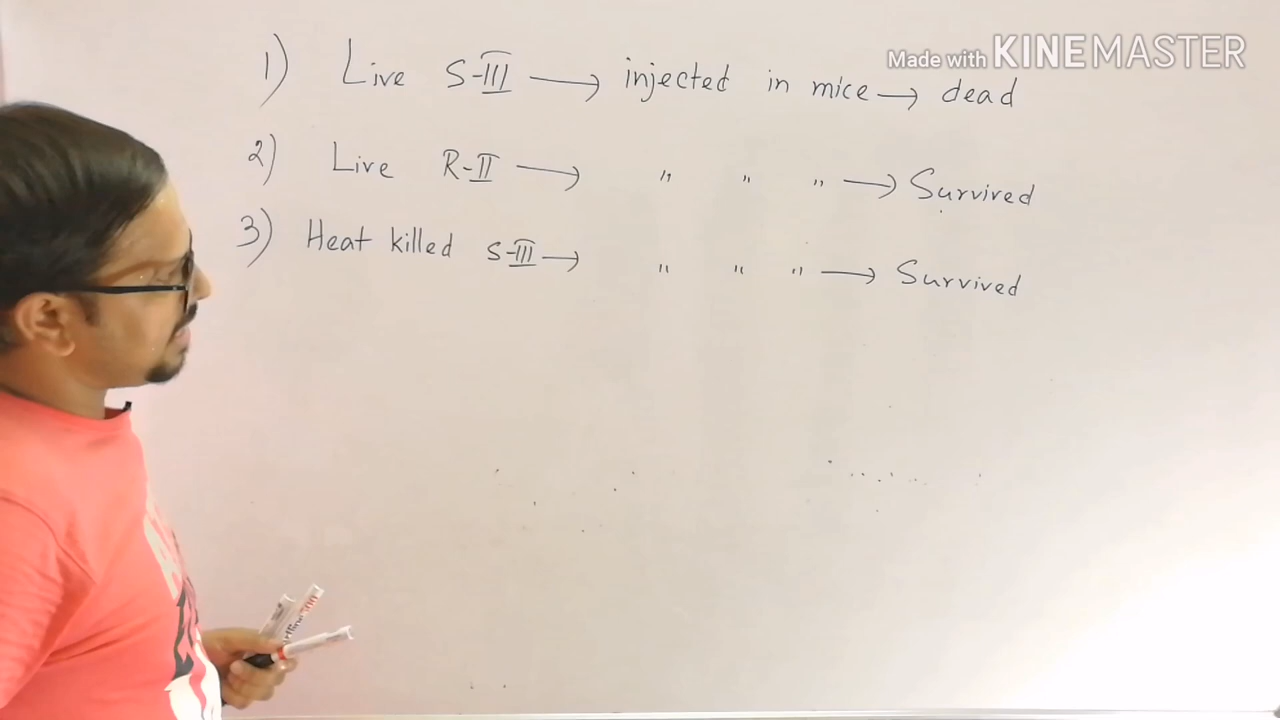 Made with KINEMASTER
1) Live S-III → injected in mice → dead
2) Live R-II → " " " → Survived
3) Heat killed S-III → " " " → Survived